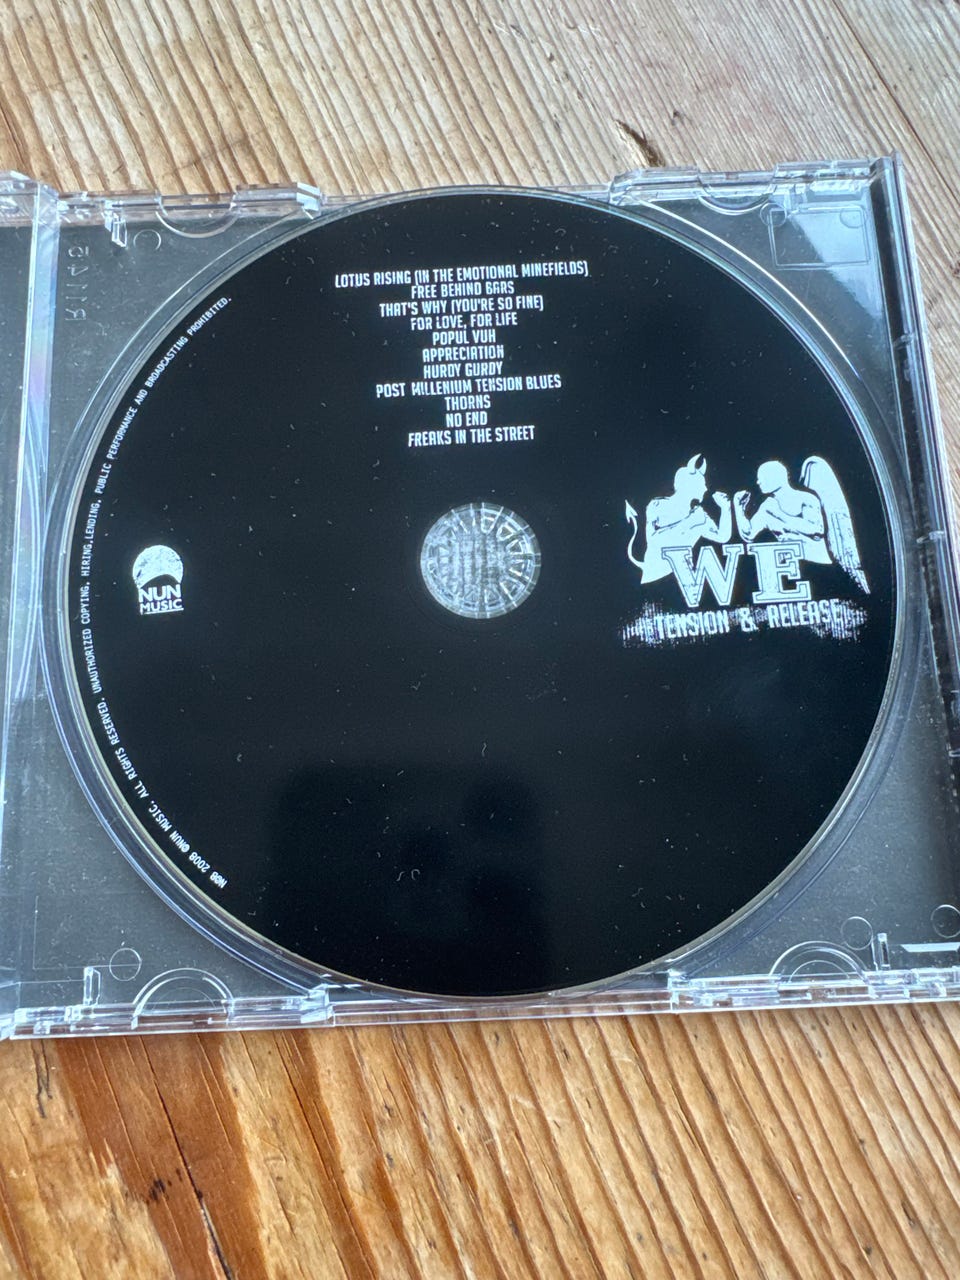 LOTUS RISING (IN THE EMOTIONAL MINEFIELDS)
FREE BEHIND BARS
THAT'S WHY (YOU'RE SO FINE)
FOR LOVE, FOR LIFE
POPUL VUH
APPRECIATION
HURDY GURDY
POST MILLENIUM TENSION BLUES
THORNS
NO END
FREAKS IN THE STREET
WE
TENSION & RELEASE
NUN
MUSIC
NCB 2008 ©NUN MUSIC. ALL RIGHTS RESERVED. UNAUTHORIZED COPYING, HIRING,LENDING, PUBLIC PERFORMANCE AND BROADCASTING PROHIBITED.